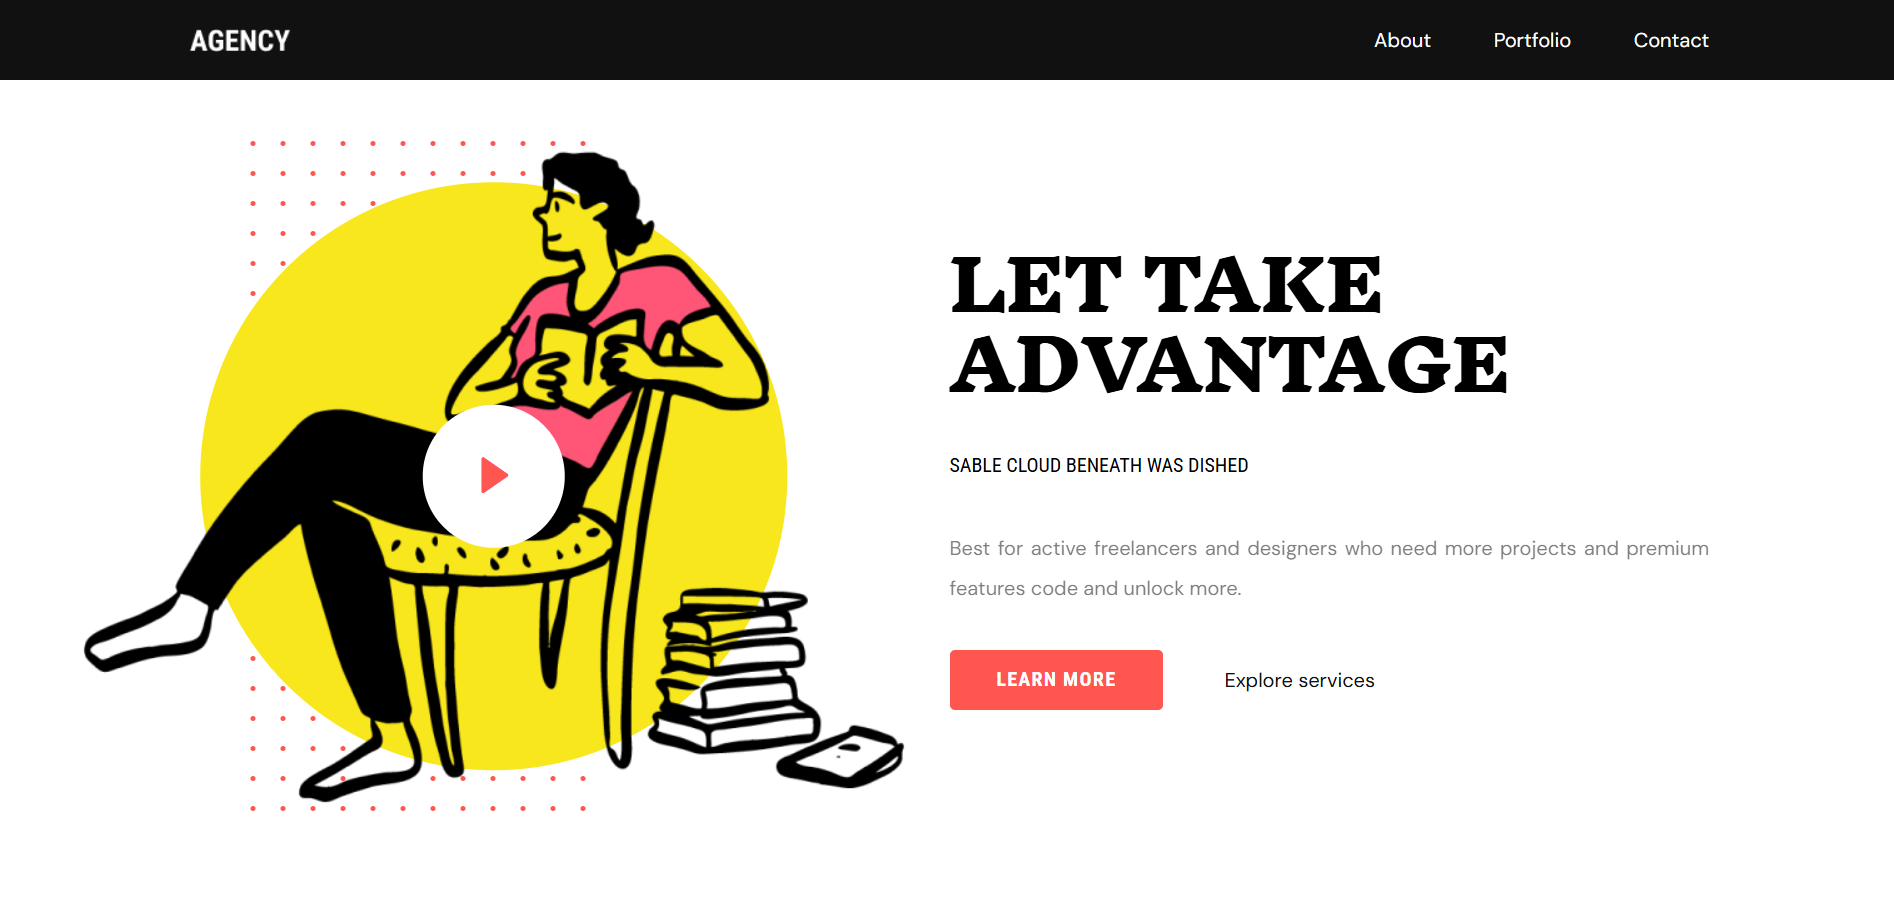 AGENCY
About
Portfolio
Contact
LET TAKE
ADVANTAGE
SABLE CLOUD BENEATH WAS DISHED
Best for active freelancers and designers who need more projects and premium
features code and unlock more.
LEARN MORE
Explore services